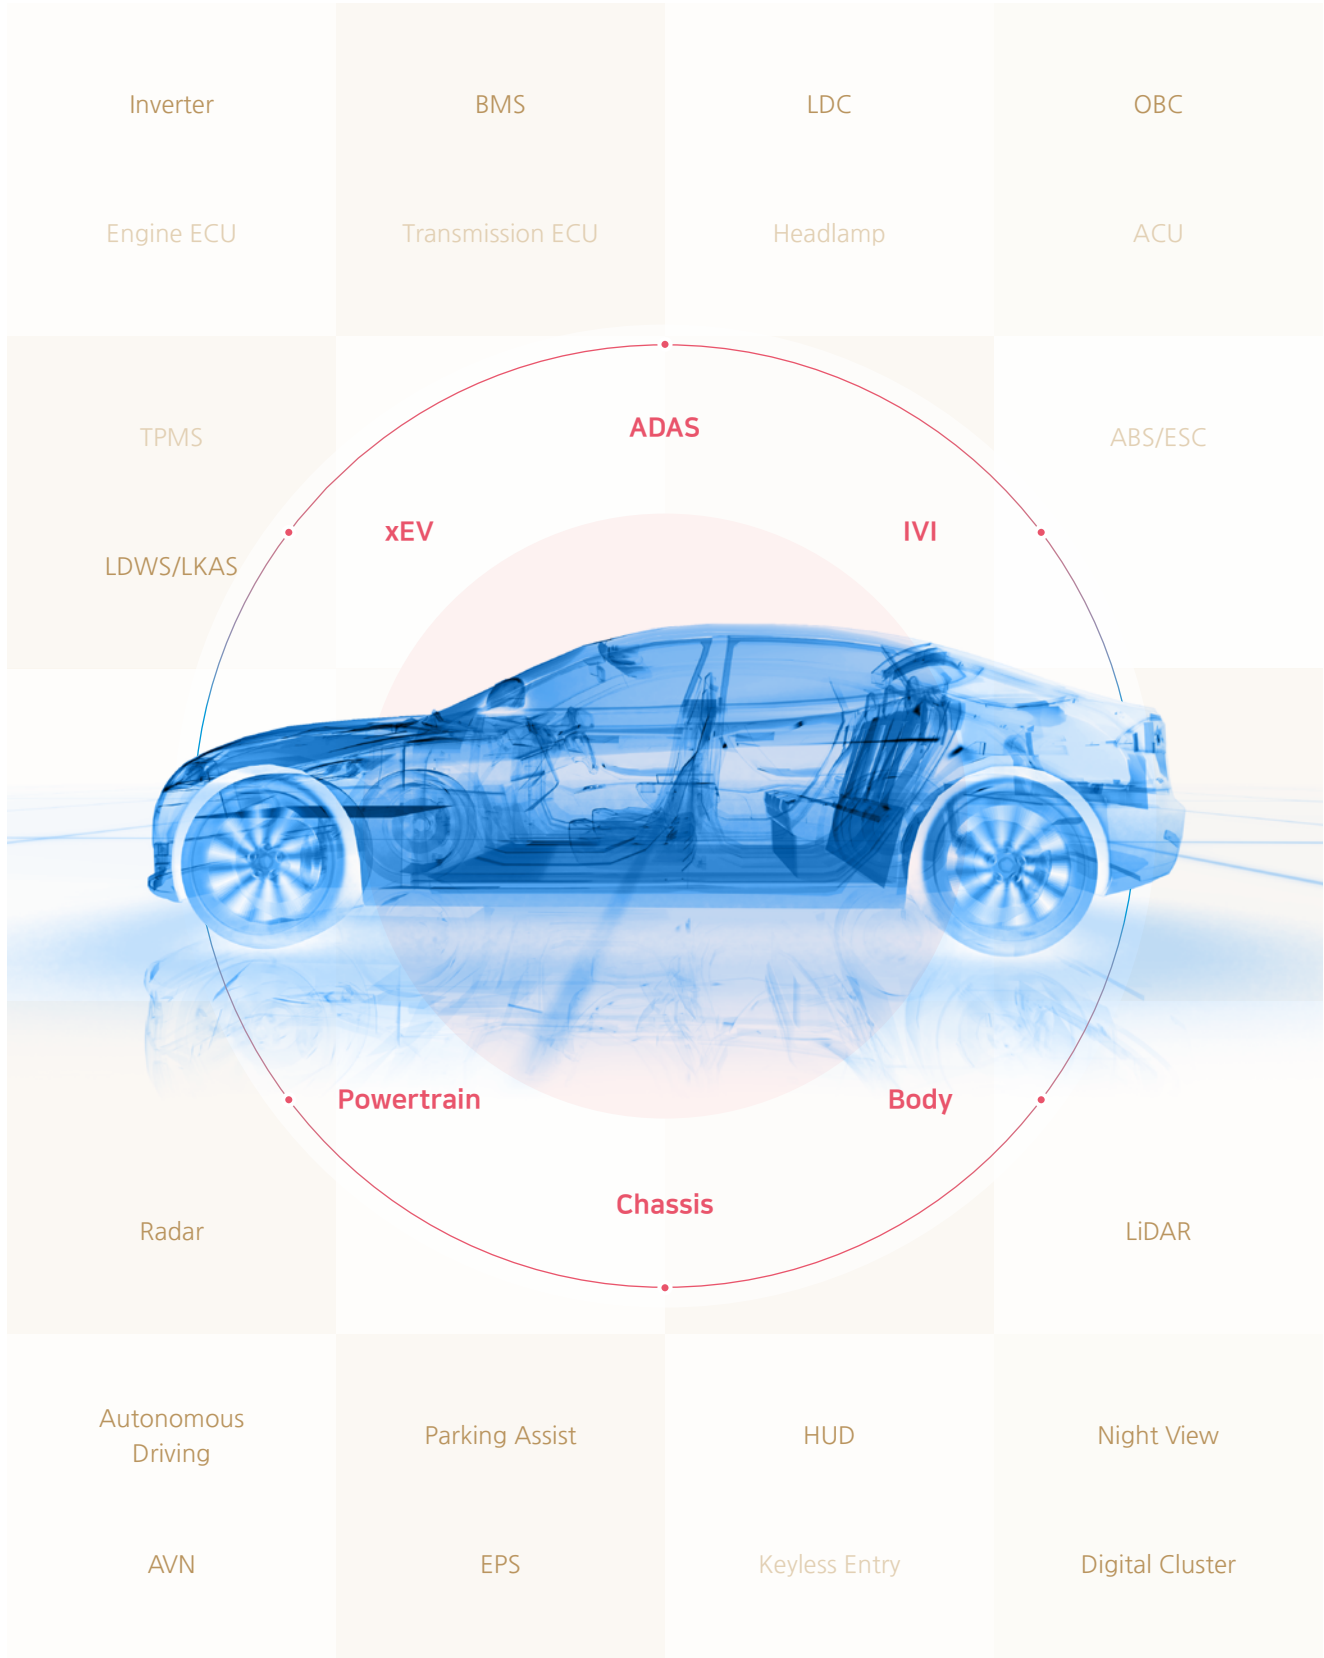 Inverter
BMS
LDC
OBC
Engine ECU
Transmission ECU
Headlamp
ACU
ADAS
TPMS
ABS/ESC
xEV
IVI
LDWS/LKAS
Powertrain
Body
Chassis
Radar
LiDAR
Autonomous
Driving
Parking Assist
HUD
Night View
AVN
EPS
Keyless Entry
Digital Cluster